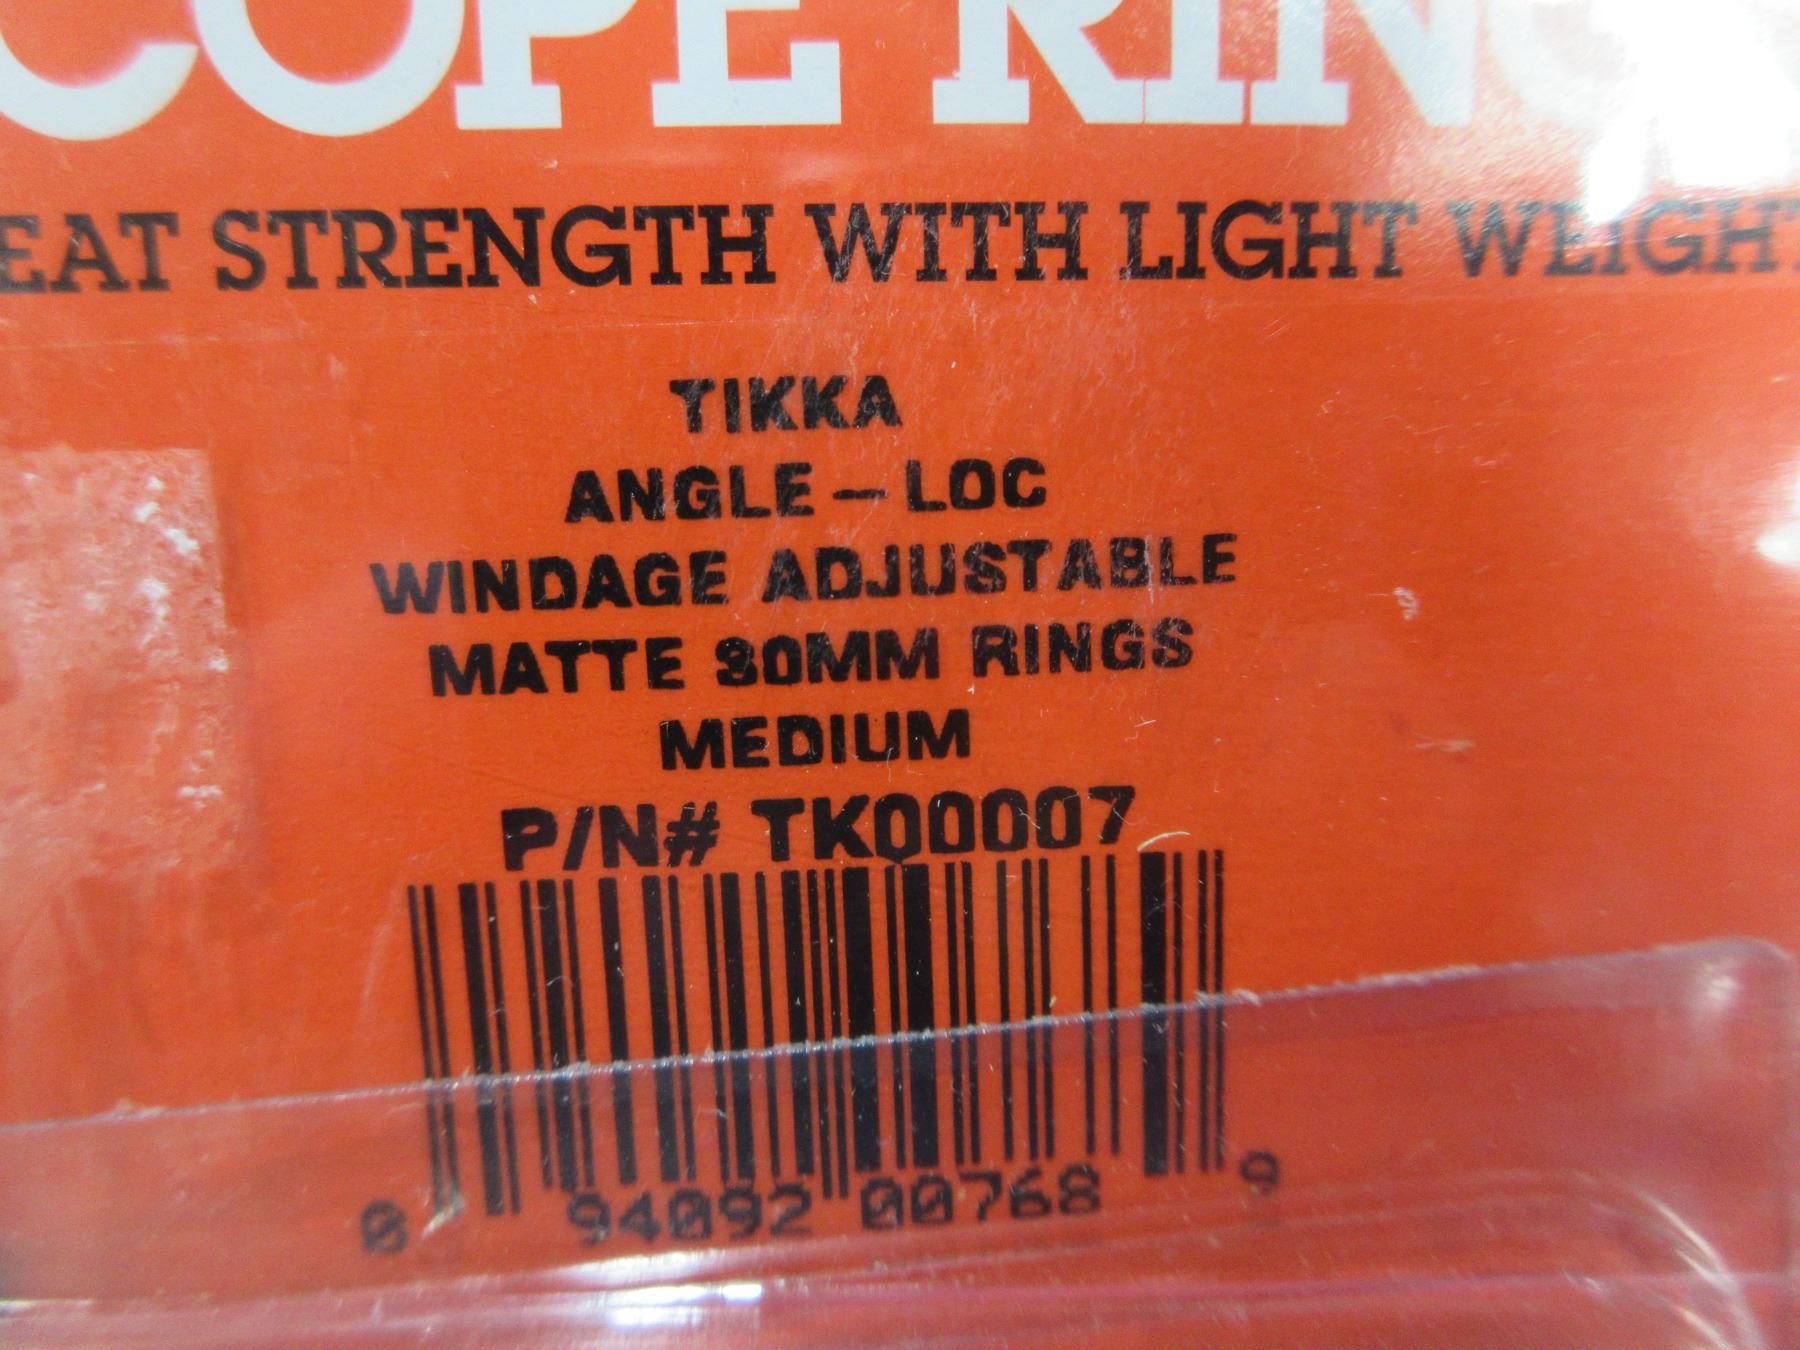 COPE RING
EAT STRENGTH WITH LIGHT WEIGHT
TIKKA
ANGLE-LOC
WINDAGE ADJUSTABLE
MATTE 30MM RINGS
MEDIUM
P/N# TK00007
0 94092 00768 9